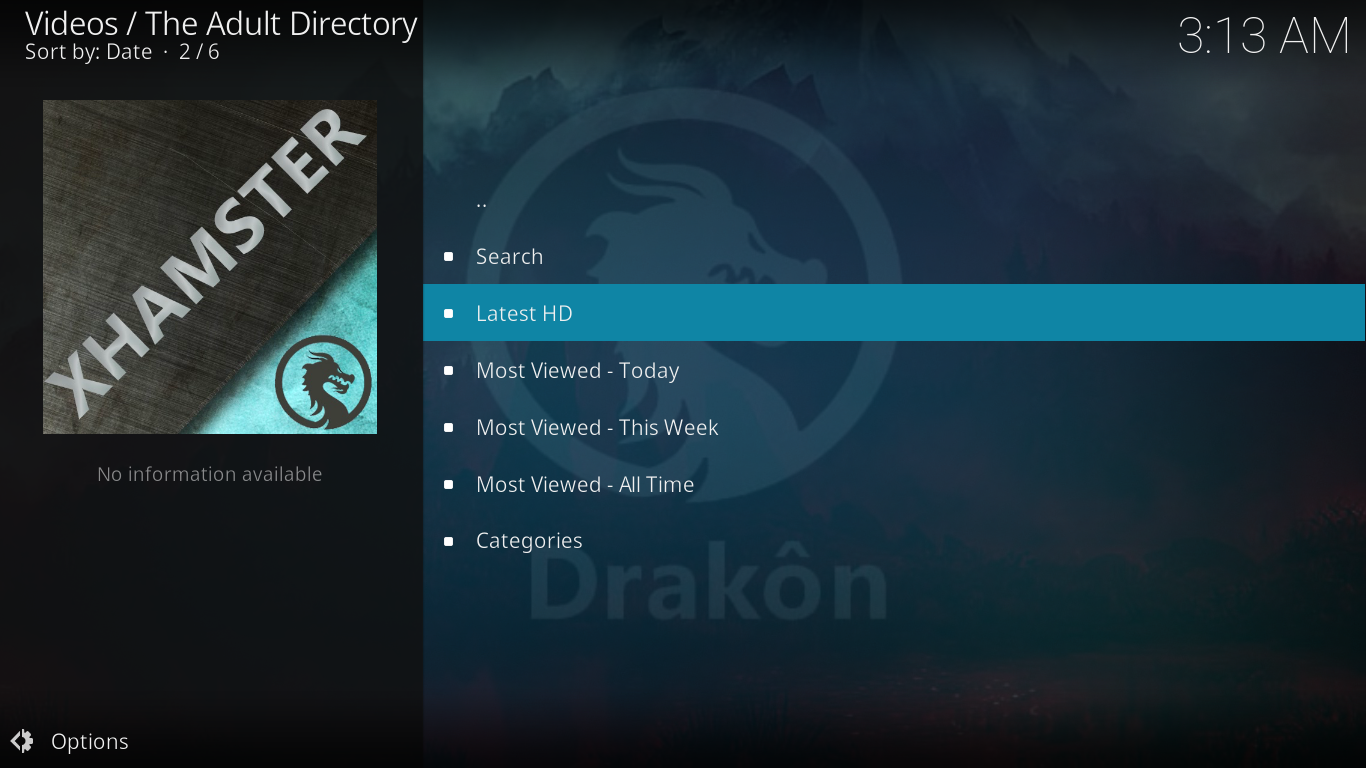 Videos / The Adult Directory
Sort by: Date · 2 / 6
3:13 AM
XHAMSTER
No information available
..
Search
Latest HD
Most Viewed - Today
Most Viewed - This Week
Most Viewed - All Time
Categories
Drakôn
Options